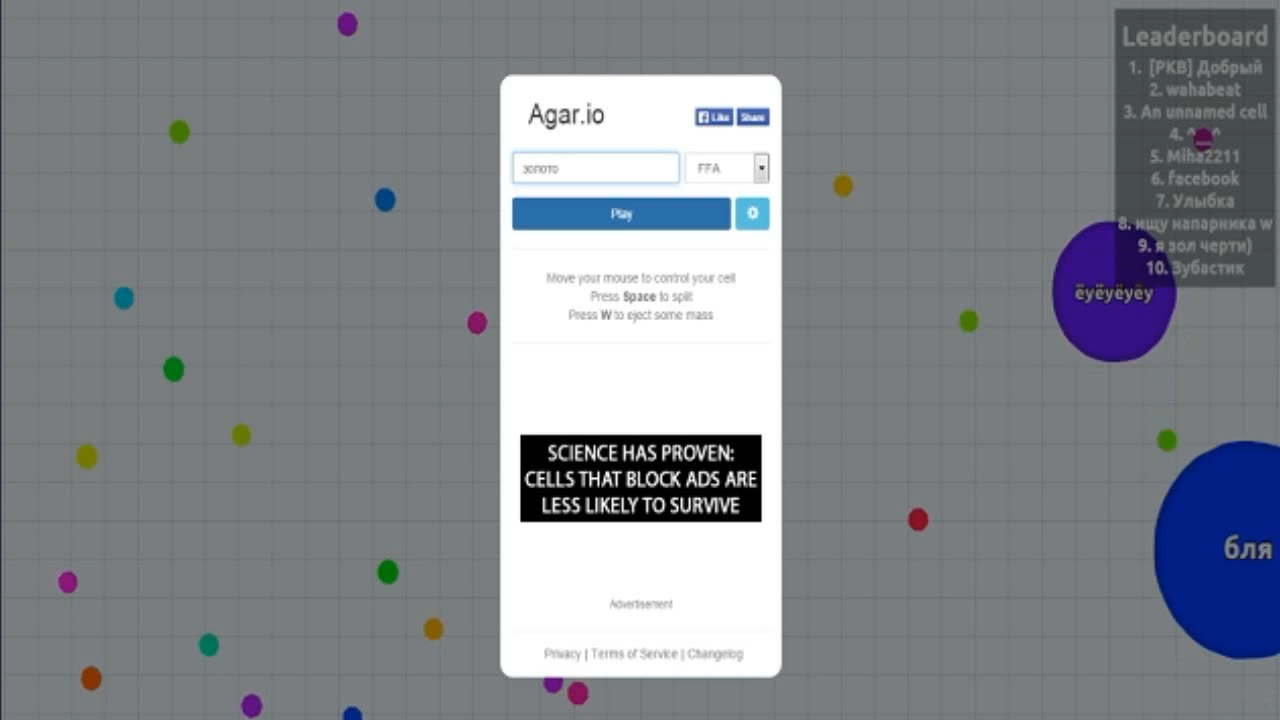 Leaderboard
1. [РКВ] Добрый
2. wahabeat
3. An unnamed cell
4. ^ ^
5. Miha2211
6. facebook
7. Улыбка
8. ищу напарника w
9. я зол черти)
10. Зубастик
Agar.io
Like Share
золото FFA
Play
Move your mouse to control your cell
Press Space to split
Press W to eject some mass
ёуёуёуёу
SCIENCE HAS PROVEN:
CELLS THAT BLOCK ADS ARE
LESS LIKELY TO SURVIVE
бля
Advertisement
Privacy | Terms of Service | Changelog